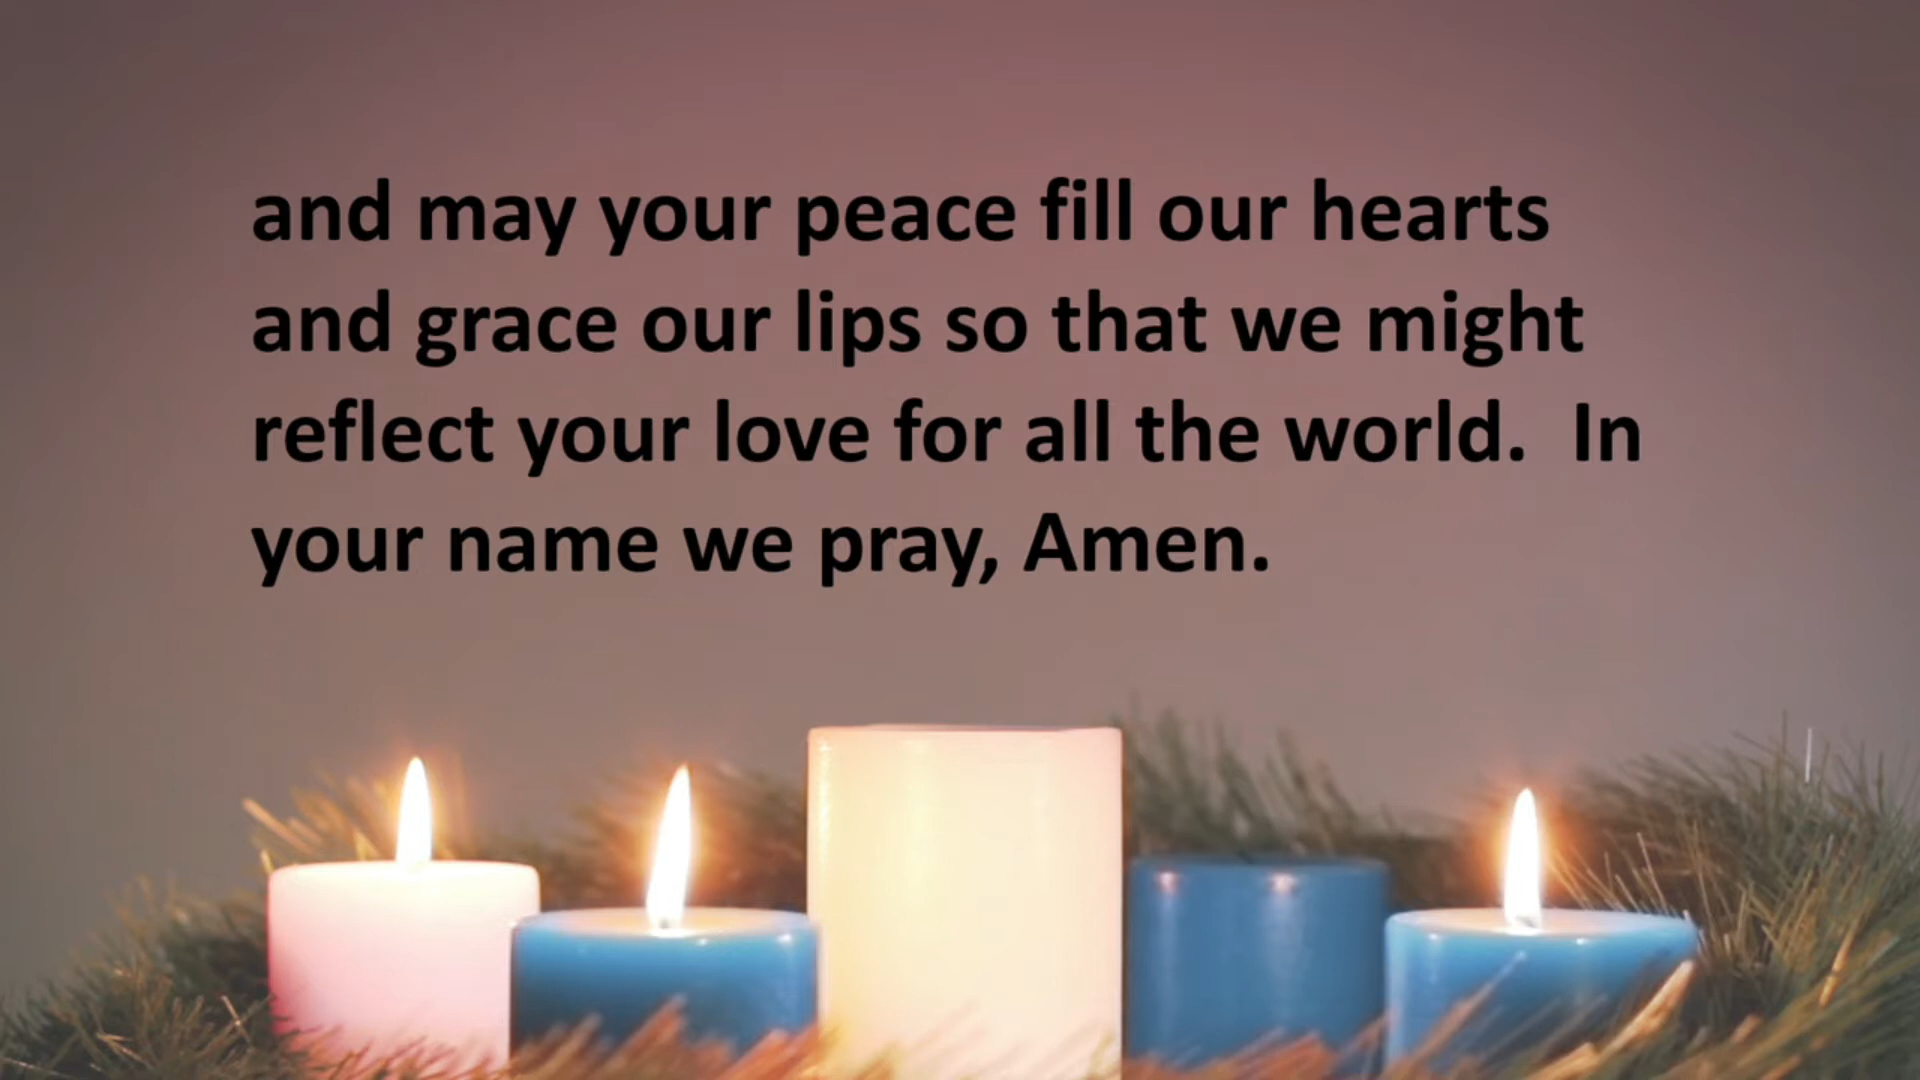 and may your peace fill our hearts
and grace our lips so that we might
reflect your love for all the world.  In
your name we pray, Amen.